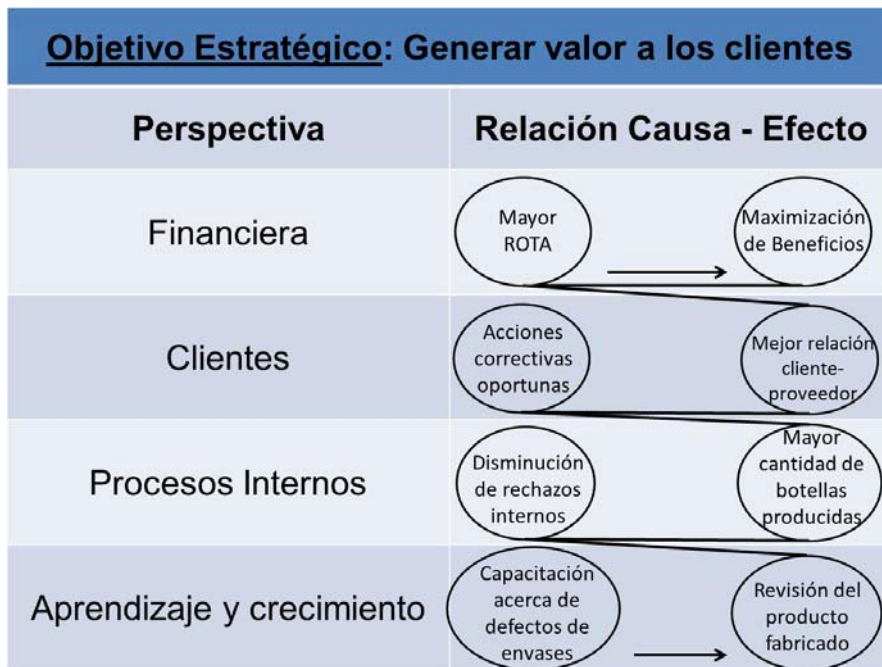 Objetivo Estratégico: Generar valor a los clientes
Perspectiva
Relación Causa - Efecto
Financiera
Mayor
ROTA
Maximización
de Beneficios
Clientes
Acciones
correctivas
oportunas
Mejor relación
cliente-
proveedor
Procesos Internos
Disminución
de rechazos
internos
Mayor
cantidad de
botellas
producidas
Aprendizaje y crecimiento
Capacitación
acerca de
defectos de
envases
Revisión del
producto
fabricado